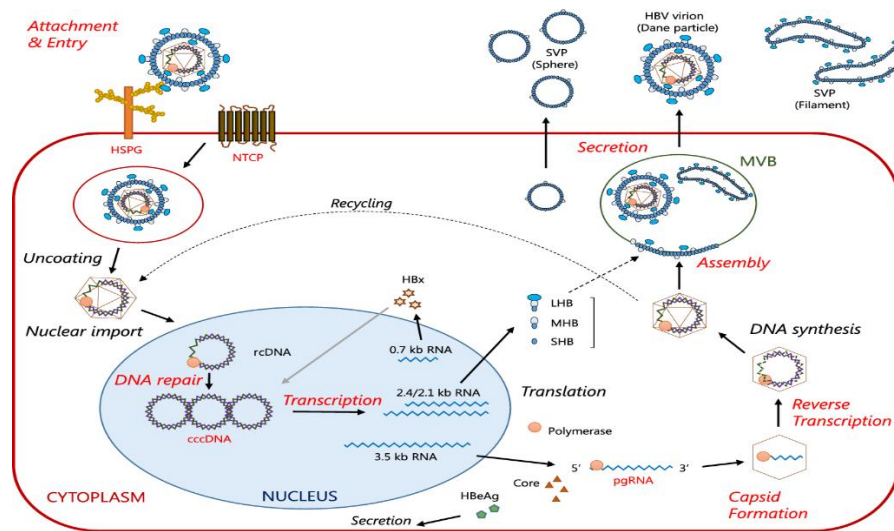 Attachment
& Entry
HSPG
NTCP
SVP
(Sphere)
HBV virion
(Dane particle)
SVP
(Filament)
Secretion
MVB
Recycling
Uncoating
Assembly
HBx
LHB
MHB
SHB
Nuclear import
DNA synthesis
rcDNA
0.7 kb RNA
DNA repair
Transcription
2.4/2.1 kb RNA
Translation
cccDNA
Polymerase
Reverse
Transcription
3.5 kb RNA
5′
3′
pgRNA
Core
CYTOPLASM
NUCLEUS
HBeAg
Capsid
Formation
Secretion